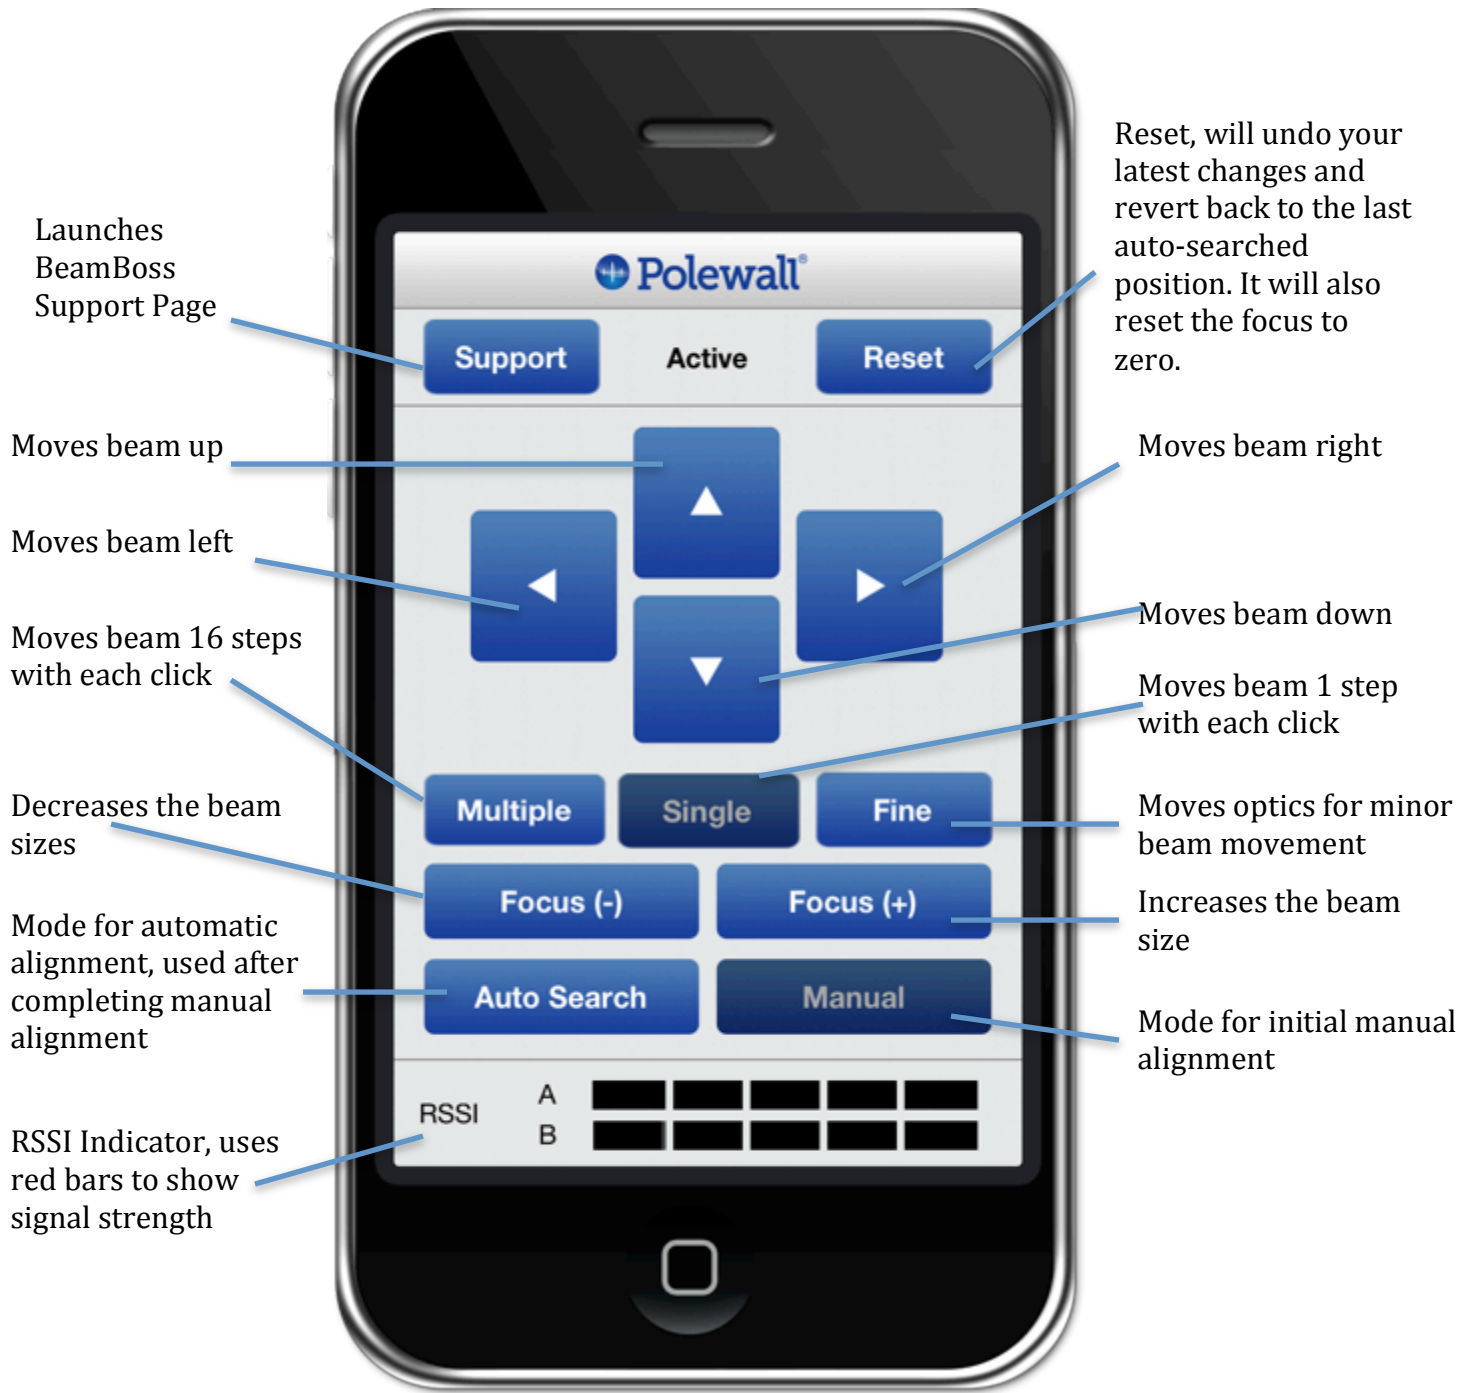 Launches
BeamBoss
Support Page
Moves beam up
Moves beam left
Moves beam 16 steps
with each click
Decreases the beam
sizes
Mode for automatic
alignment, used after
completing manual
alignment
RSSI Indicator, uses
red bars to show
signal strength
Polewall®
Support
Active
Reset
Multiple
Single
Fine
Focus (-)
Focus (+)
Auto Search
Manual
RSSI
A
B
Reset, will undo your
latest changes and
revert back to the last
auto-searched
position. It will also
reset the focus to
zero.
Moves beam right
Moves beam down
Moves beam 1 step
with each click
Moves optics for minor
beam movement
Increases the beam
size
Mode for initial manual
alignment